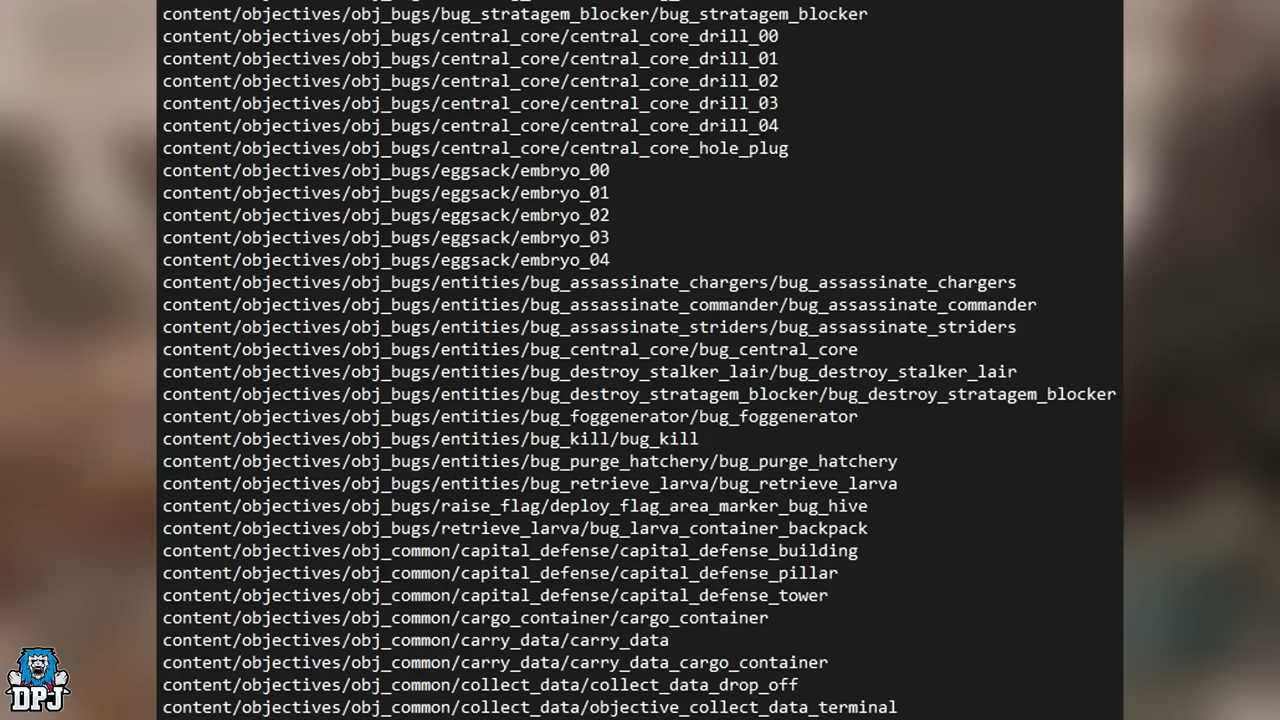 content/objectives/obj_bugs/bug_stratagem_blocker/bug_stratagem_blocker
content/objectives/obj_bugs/central_core/central_core_drill_00
content/objectives/obj_bugs/central_core/central_core_drill_01
content/objectives/obj_bugs/central_core/central_core_drill_02
content/objectives/obj_bugs/central_core/central_core_drill_03
content/objectives/obj_bugs/central_core/central_core_drill_04
content/objectives/obj_bugs/central_core/central_core_hole_plug
content/objectives/obj_bugs/eggsack/embryo_00
content/objectives/obj_bugs/eggsack/embryo_01
content/objectives/obj_bugs/eggsack/embryo_02
content/objectives/obj_bugs/eggsack/embryo_03
content/objectives/obj_bugs/eggsack/embryo_04
content/objectives/obj_bugs/entities/bug_assassinate_chargers/bug_assassinate_chargers
content/objectives/obj_bugs/entities/bug_assassinate_commander/bug_assassinate_commander
content/objectives/obj_bugs/entities/bug_assassinate_striders/bug_assassinate_striders
content/objectives/obj_bugs/entities/bug_central_core/bug_central_core
content/objectives/obj_bugs/entities/bug_destroy_stalker_lair/bug_destroy_stalker_lair
content/objectives/obj_bugs/entities/bug_destroy_stratagem_blocker/bug_destroy_stratagem_blocker
content/objectives/obj_bugs/entities/bug_foggenerator/bug_foggenerator
content/objectives/obj_bugs/entities/bug_kill/bug_kill
content/objectives/obj_bugs/entities/bug_purge_hatchery/bug_purge_hatchery
content/objectives/obj_bugs/entities/bug_retrieve_larva/bug_retrieve_larva
content/objectives/obj_bugs/raise_flag/deploy_flag_area_marker_bug_hive
content/objectives/obj_bugs/retrieve_larva/bug_larva_container_backpack
content/objectives/obj_common/capital_defense/capital_defense_building
content/objectives/obj_common/capital_defense/capital_defense_pillar
content/objectives/obj_common/capital_defense/capital_defense_tower
content/objectives/obj_common/cargo_container/cargo_container
content/objectives/obj_common/carry_data/carry_data
content/objectives/obj_common/carry_data/carry_data_cargo_container
content/objectives/obj_common/collect_data/collect_data_drop_off
content/objectives/obj_common/collect_data/objective_collect_data_terminal
DPJ